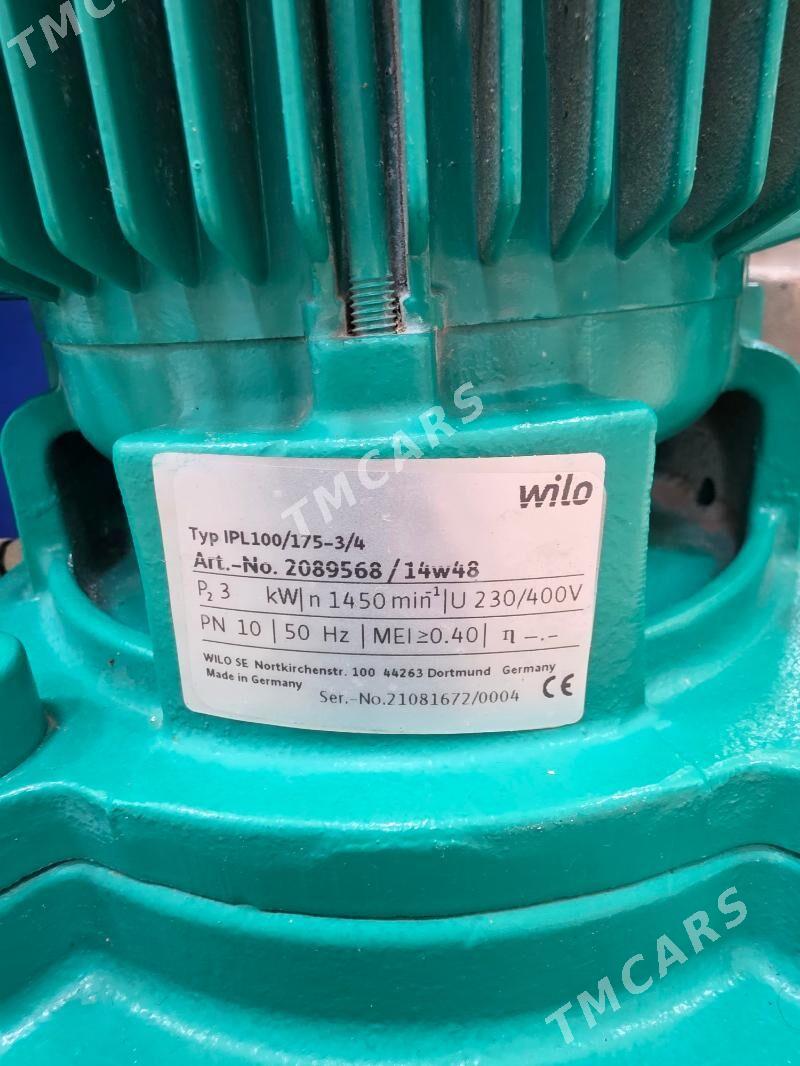 TMCARS
wilo
TMCARS
Typ IPL100/175-3/4
Art.-No. 2089568/14w48
P₂ 3 kW|n 1450 min⁻¹|U 230/400V
PN 10 | 50 Hz | MEI≥0.40| η –.–
WILO SE Nortkirchenstr. 100 44263 Dortmund Germany
Made in Germany
Ser.-No.21081672/0004 CE
TMCARS